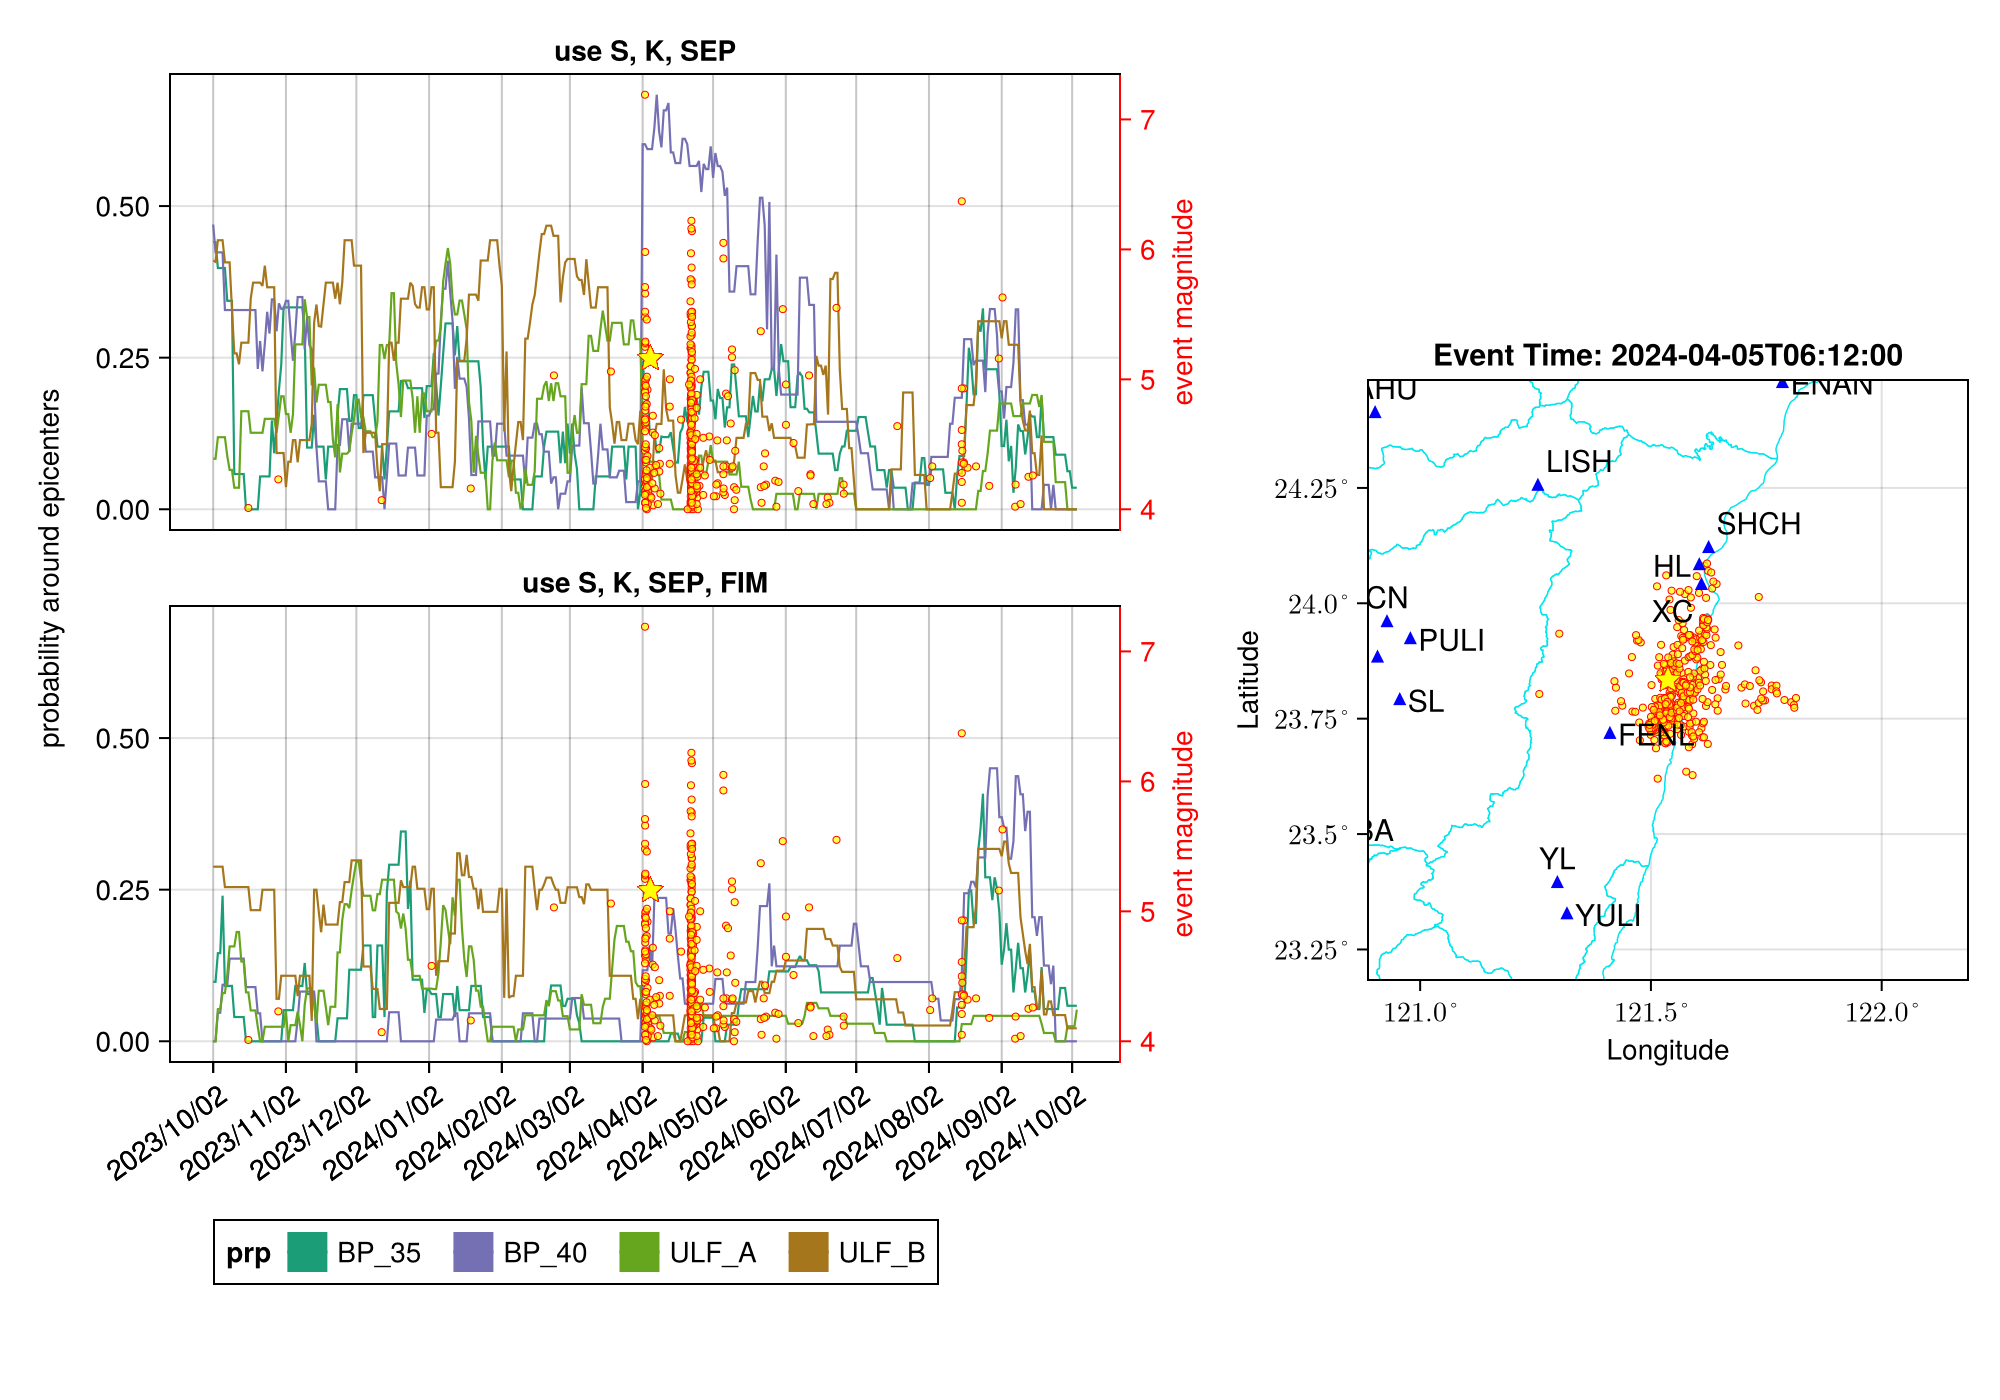 use S, K, SEP
0.50
0.25
0.00
7
6
5
4
event magnitude
probability around epicenters
use S, K, SEP, FIM
0.50
0.25
0.00
7
6
5
4
event magnitude
2023/10/02
2023/11/02
2023/12/02
2024/01/02
2024/02/02
2024/03/02
2024/04/02
2024/05/02
2024/06/02
2024/07/02
2024/08/02
2024/09/02
2024/10/02
prp BP_35 BP_40 ULF_A ULF_B
Event Time: 2024-04-05T06:12:00
AHU
ENAN
LISH
SHCH
HL
CN
XC
PULI
SL
FENL
BA
YL
YULI
24.25°
24.0°
23.75°
23.5°
23.25°
Latitude
121.0°
121.5°
122.0°
Longitude